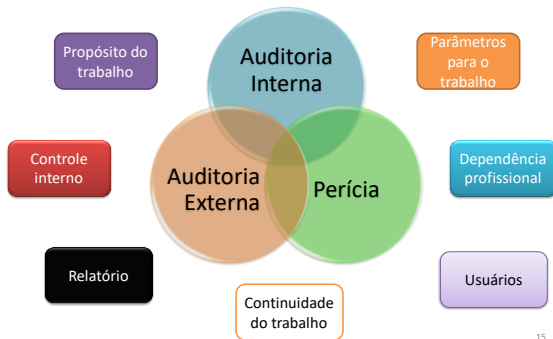 Propósito do
trabalho
Auditoria
Interna
Parâmetros
para o
trabalho
Controle
interno
Auditoria
Externa
Perícia
Dependência
profissional
Relatório
Continuidade
do trabalho
Usuários
15